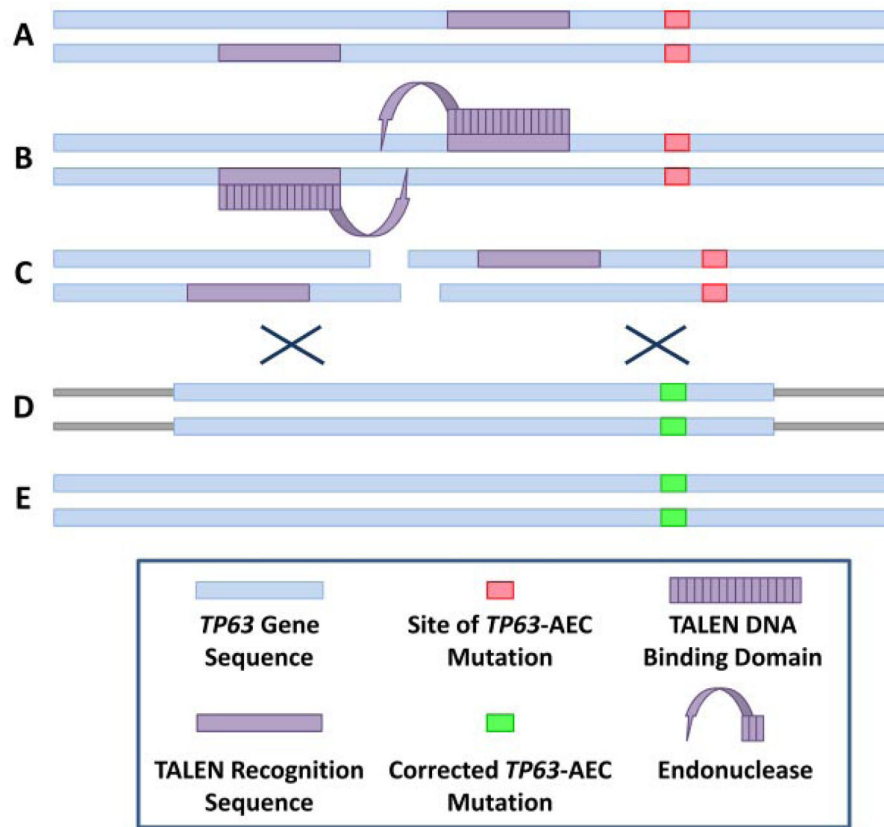 A
B
C
D
E
TP63 Gene Sequence
Site of TP63-AEC Mutation
TALEN DNA Binding Domain
TALEN Recognition Sequence
Corrected TP63-AEC Mutation
Endonuclease